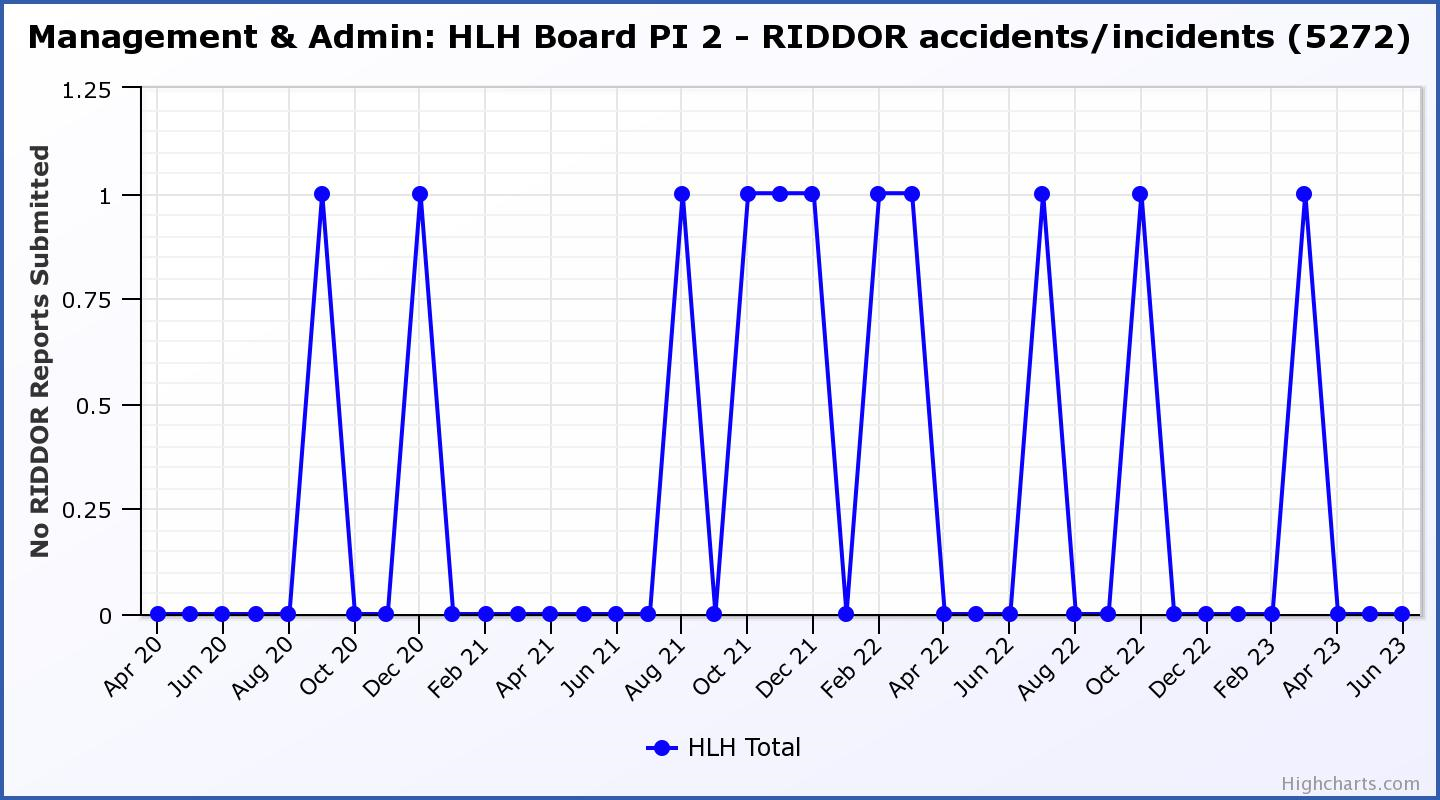 Management & Admin: HLH Board PI 2 - RIDDOR accidents/incidents (5272)
No RIDDOR Reports Submitted
1.25
1
0.75
0.5
0.25
0
Apr 20
Jun 20
Aug 20
Oct 20
Dec 20
Feb 21
Apr 21
Jun 21
Aug 21
Oct 21
Dec 21
Feb 22
Apr 22
Jun 22
Aug 22
Oct 22
Dec 22
Feb 23
Apr 23
Jun 23
HLH Total
Highcharts.com